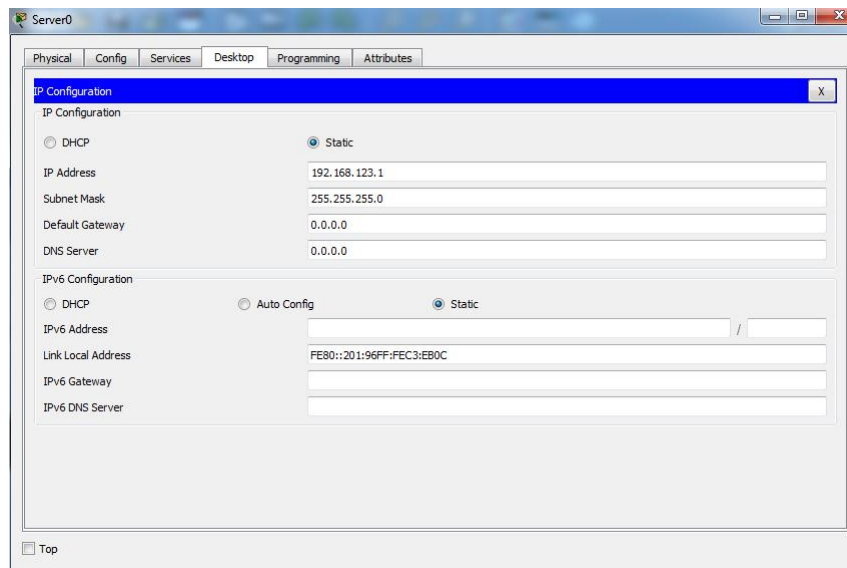 Server0
Physical Config Services Desktop Programming Attributes
IP Configuration X
IP Configuration
DHCP Static
IP Address 192.168.123.1
Subnet Mask 255.255.255.0
Default Gateway 0.0.0.0
DNS Server 0.0.0.0
IPv6 Configuration
DHCP Auto Config Static
IPv6 Address /
Link Local Address FE80::201:96FF:FEC3:EB0C
IPv6 Gateway
IPv6 DNS Server
Top